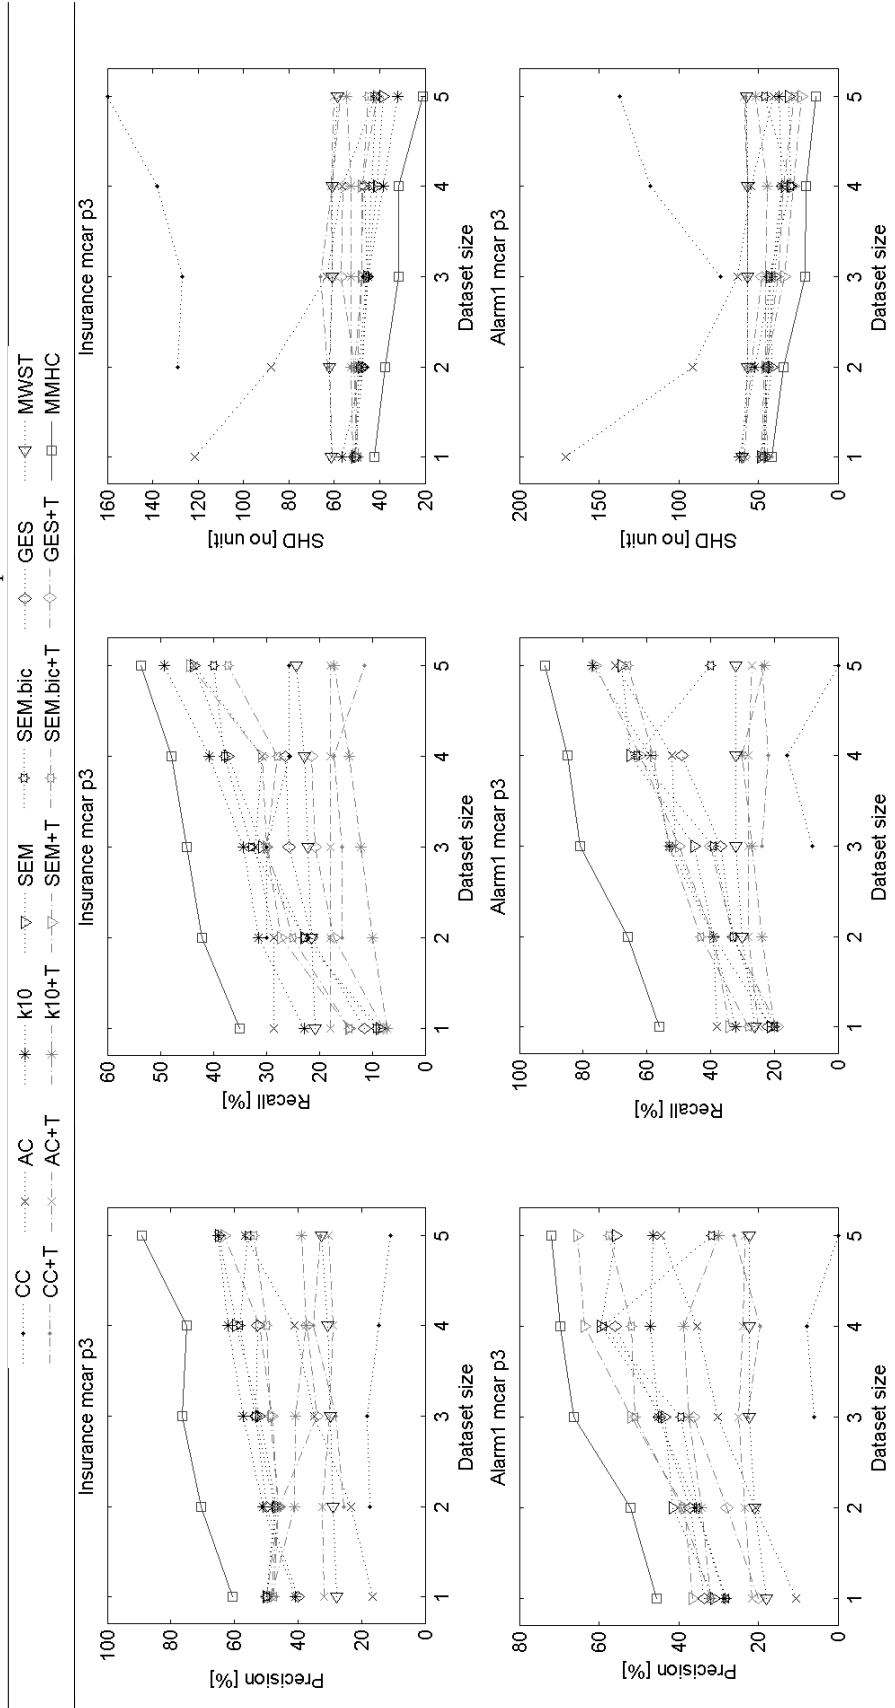 CC AC k10 SEM SEM.bic GES MWST
CC+T AC+T k10+T SEM+T SEM.bic+T GES+T MMHC
Insurance mcar p3
100
80
60
40
20
0
1 2 3 4 5
Precision [%]
Dataset size
Insurance mcar p3
60
50
40
30
20
10
0
1 2 3 4 5
Recall [%]
Dataset size
Insurance mcar p3
160
140
120
100
80
60
40
20
1 2 3 4 5
SHD [no unit]
Dataset size
Alarm1 mcar p3
80
60
40
20
0
1 2 3 4 5
Precision [%]
Dataset size
Alarm1 mcar p3
100
80
60
40
20
0
1 2 3 4 5
Recall [%]
Dataset size
Alarm1 mcar p3
200
150
100
50
0
1 2 3 4 5
SHD [no unit]
Dataset size